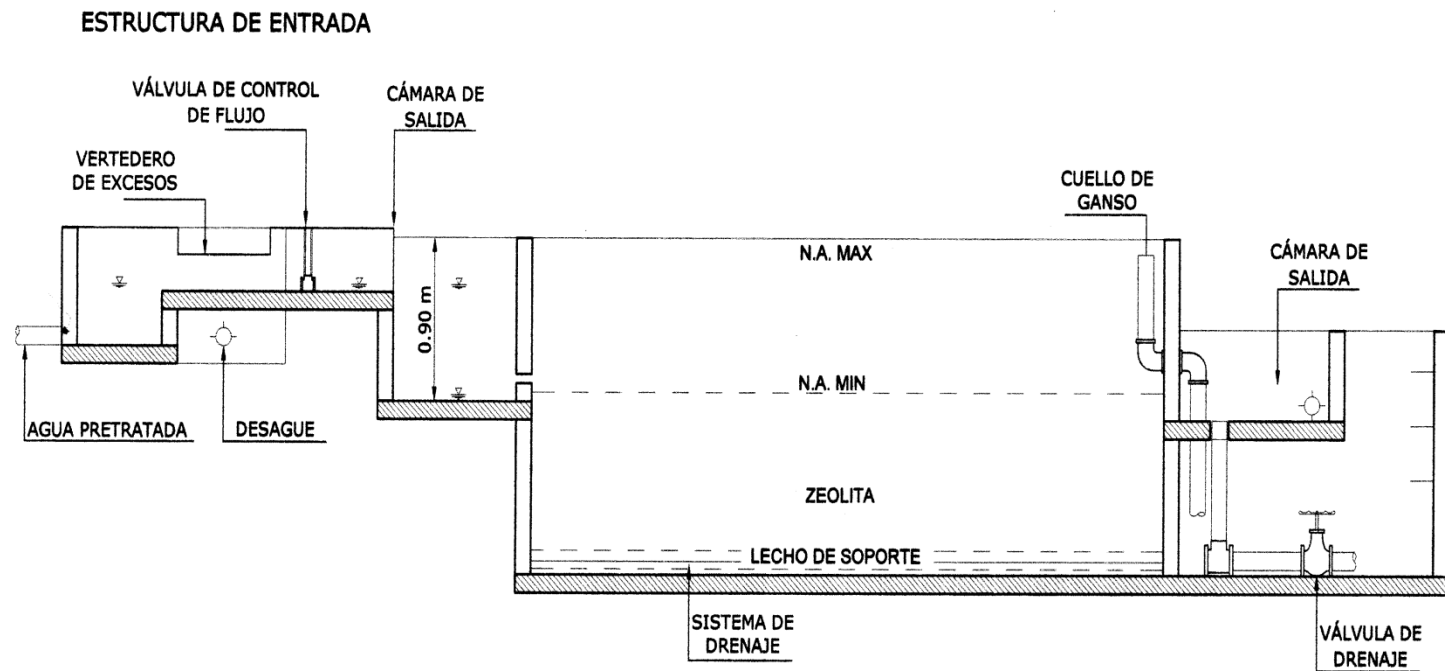 ESTRUCTURA DE ENTRADA
VÁLVULA DE CONTROL
DE FLUJO
CÁMARA DE
SALIDA
VERTEDERO
DE EXCESOS
CUELLO DE
GANSO
N.A. MAX
CÁMARA DE
SALIDA
0.90 m
N.A. MIN
AGUA PRETRATADA
DESAGUE
ZEOLITA
LECHO DE SOPORTE
SISTEMA DE
DRENAJE
VÁLVULA DE
DRENAJE